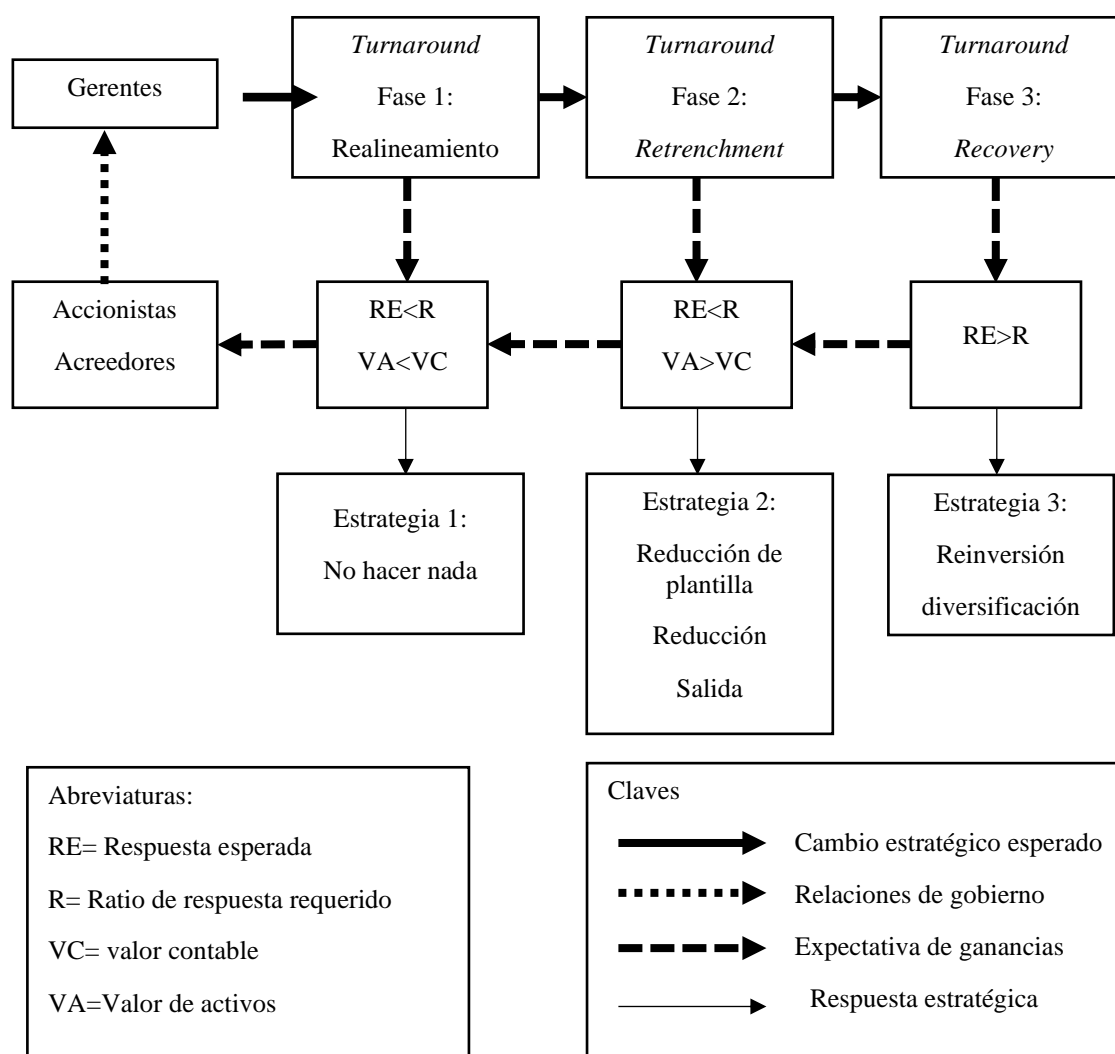 Gerentes
Turnaround
Fase 1:
Realineamiento
Turnaround
Fase 2:
Retrenchment
Turnaround
Fase 3:
Recovery
Accionistas
Acreedores
RE<R
VA<VC
RE<R
VA>VC
RE>R
Estrategia 1:
No hacer nada
Estrategia 2:
Reducción de
plantilla
Reducción
Salida
Estrategia 3:
Reinversión
diversificación
Abreviaturas:
RE= Respuesta esperada
R= Ratio de respuesta requerido
VC= valor contable
VA=Valor de activos
Claves
Cambio estratégico esperado
Relaciones de gobierno
Expectativa de ganancias
Respuesta estratégica